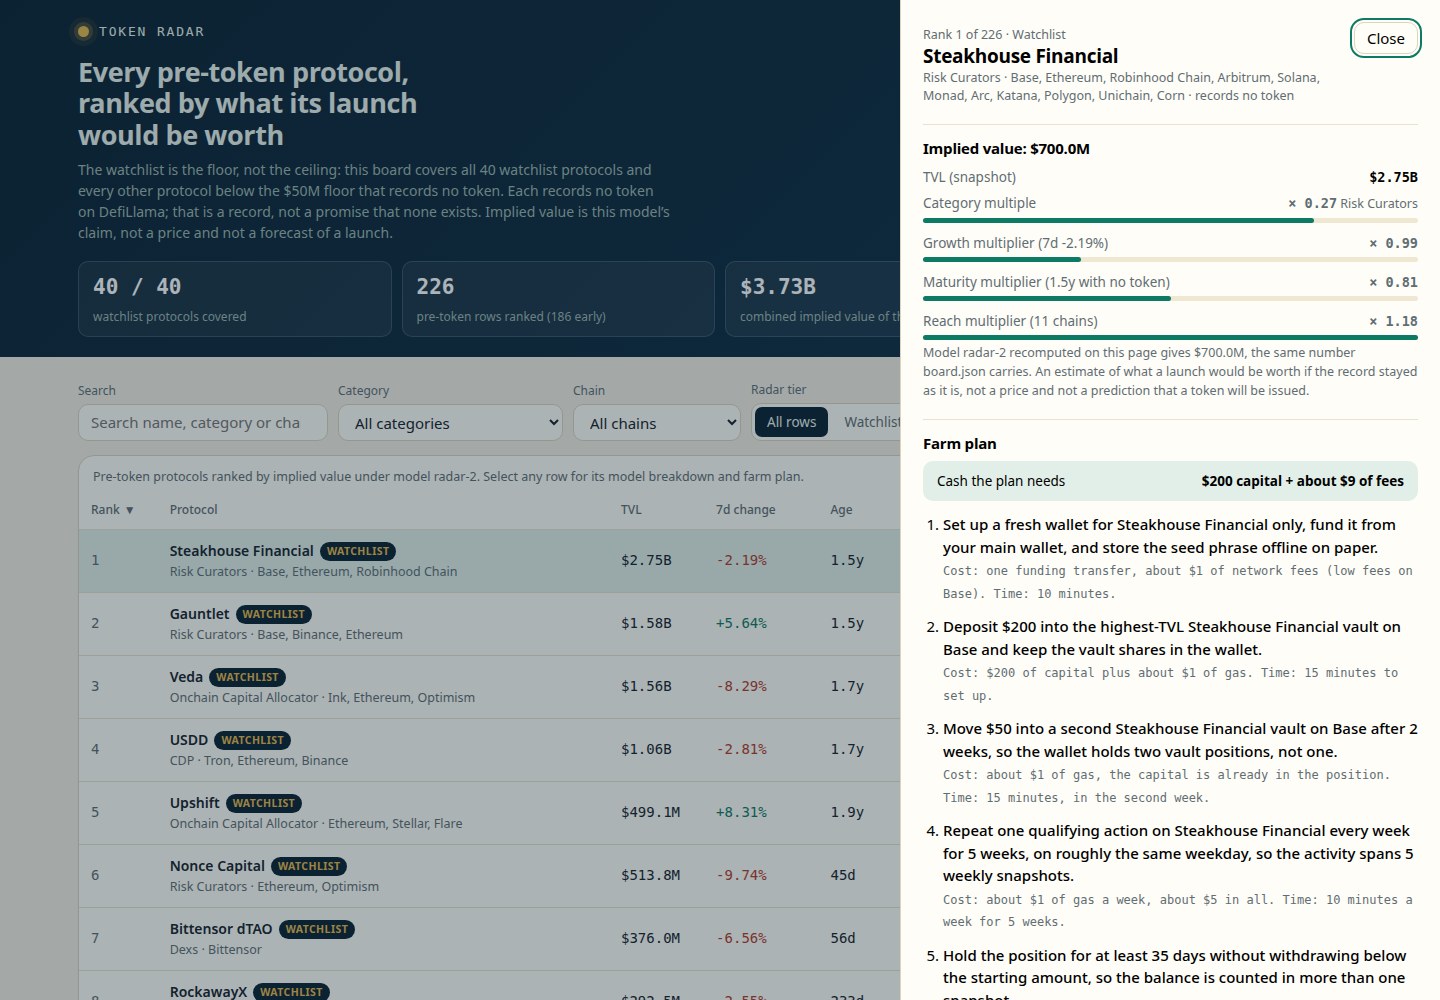 TOKEN RADAR
Every pre-token protocol,
ranked by what its launch
would be worth
The watchlist is the floor, not the ceiling: this board covers all 40 watchlist protocols and
every other protocol below the $50M floor that records no token. Each records no token
on DefiLlama; that is a record, not a promise that none exists. Implied value is this model's
claim, not a price and not a forecast of a launch.
40 / 40
watchlist protocols covered
226
pre-token rows ranked (186 early)
$3.73B
combined implied value of
Search
Category
Chain
Radar tier
Search name, category or cha
All categories
All chains
All rows
Watchlist
Pre-token protocols ranked by implied value under model radar-2. Select any row for its model breakdown and farm plan.
Rank ▼ Protocol TVL 7d change Age
1 Steakhouse Financial WATCHLIST $2.75B -2.19% 1.5y
Risk Curators · Base, Ethereum, Robinhood Chain
2 Gauntlet WATCHLIST $1.58B +5.64% 1.5y
Risk Curators · Base, Binance, Ethereum
3 Veda WATCHLIST $1.56B -8.29% 1.7y
Onchain Capital Allocator · Ink, Ethereum, Optimism
4 USDD WATCHLIST $1.06B -2.81% 1.7y
CDP · Tron, Ethereum, Binance
5 Upshift WATCHLIST $499.1M +8.31% 1.9y
Onchain Capital Allocator · Ethereum, Stellar, Flare
6 Nonce Capital WATCHLIST $513.8M -9.74% 45d
Risk Curators · Ethereum, Optimism
7 Bittensor dTAO WATCHLIST $376.0M -6.56% 56d
Dexs · Bittensor
RockawayX WATCHLIST
Rank 1 of 226 · Watchlist
Steakhouse Financial
Risk Curators · Base, Ethereum, Robinhood Chain, Arbitrum, Solana,
Monad, Arc, Katana, Polygon, Unichain, Corn · records no token
Close
Implied value: $700.0M
TVL (snapshot) $2.75B
Category multiple × 0.27 Risk Curators
Growth multiplier (7d -2.19%) × 0.99
Maturity multiplier (1.5y with no token) × 0.81
Reach multiplier (11 chains) × 1.18
Model radar-2 recomputed on this page gives $700.0M, the same number
board.json carries. An estimate of what a launch would be worth if the record stayed
as it is, not a price and not a prediction that a token will be issued.
Farm plan
Cash the plan needs $200 capital + about $9 of fees
1. Set up a fresh wallet for Steakhouse Financial only, fund it from
your main wallet, and store the seed phrase offline on paper.
Cost: one funding transfer, about $1 of network fees (low fees on
Base). Time: 10 minutes.
2. Deposit $200 into the highest-TVL Steakhouse Financial vault on
Base and keep the vault shares in the wallet.
Cost: $200 of capital plus about $1 of gas. Time: 15 minutes to
set up.
3. Move $50 into a second Steakhouse Financial vault on Base after 2
weeks, so the wallet holds two vault positions, not one.
Cost: about $1 of gas, the capital is already in the position.
Time: 15 minutes, in the second week.
4. Repeat one qualifying action on Steakhouse Financial every week
for 5 weeks, on roughly the same weekday, so the activity spans 5
weekly snapshots.
Cost: about $1 of gas a week, about $5 in all. Time: 10 minutes a
week for 5 weeks.
5. Hold the position for at least 35 days without withdrawing below
the starting amount, so the balance is counted in more than one
snapshot.